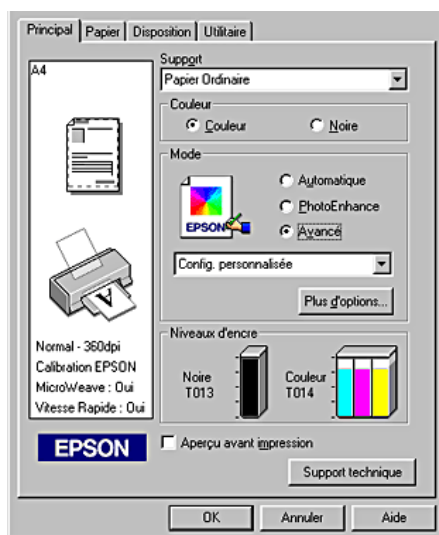 Principal Papier Disposition Utilitaire
A4
Support
Papier Ordinaire
Couleur
Couleur Noire
Mode
Automatique
PhotoEnhance
Avancé
EPSON
Config. personnalisée
Plus d'options...
Normal - 360dpi
Calibration EPSON
MicroWeave : Oui
Vitesse Rapide : Oui
Niveaux d'encre
Noire
T013
Couleur
T014
EPSON
Aperçu avant impression
Support technique
OK Annuler Aide